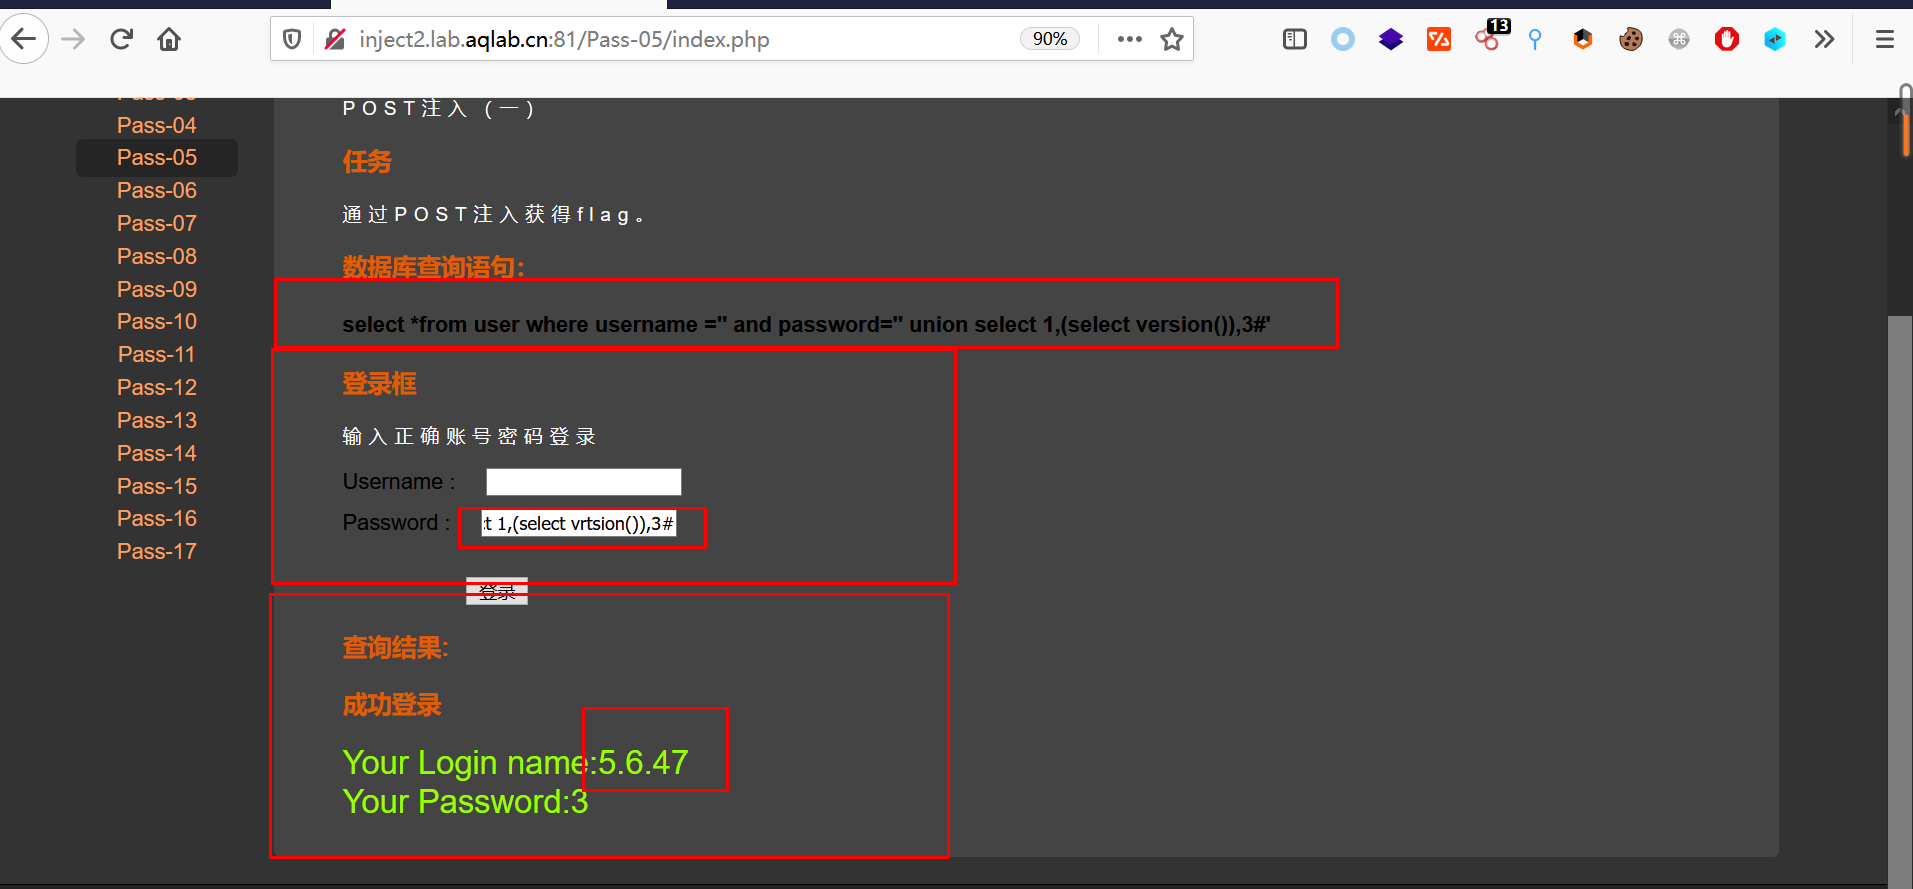 inject2.lab.aqlab.cn:81/Pass-05/index.php
90%
13
Pass-04
Pass-05
Pass-06
Pass-07
Pass-08
Pass-09
Pass-10
Pass-11
Pass-12
Pass-13
Pass-14
Pass-15
Pass-16
Pass-17
POST注入 (一)
任务
通过POST注入获得flag。
数据库查询语句:
select *from user where username ='' and password='' union select 1,(select version()),3#'
登录框
输入正确账号密码登录
Username :
Password : t 1,(select vrtsion()),3#
登录
查询结果:
成功登录
Your Login name:5.6.47
Your Password:3